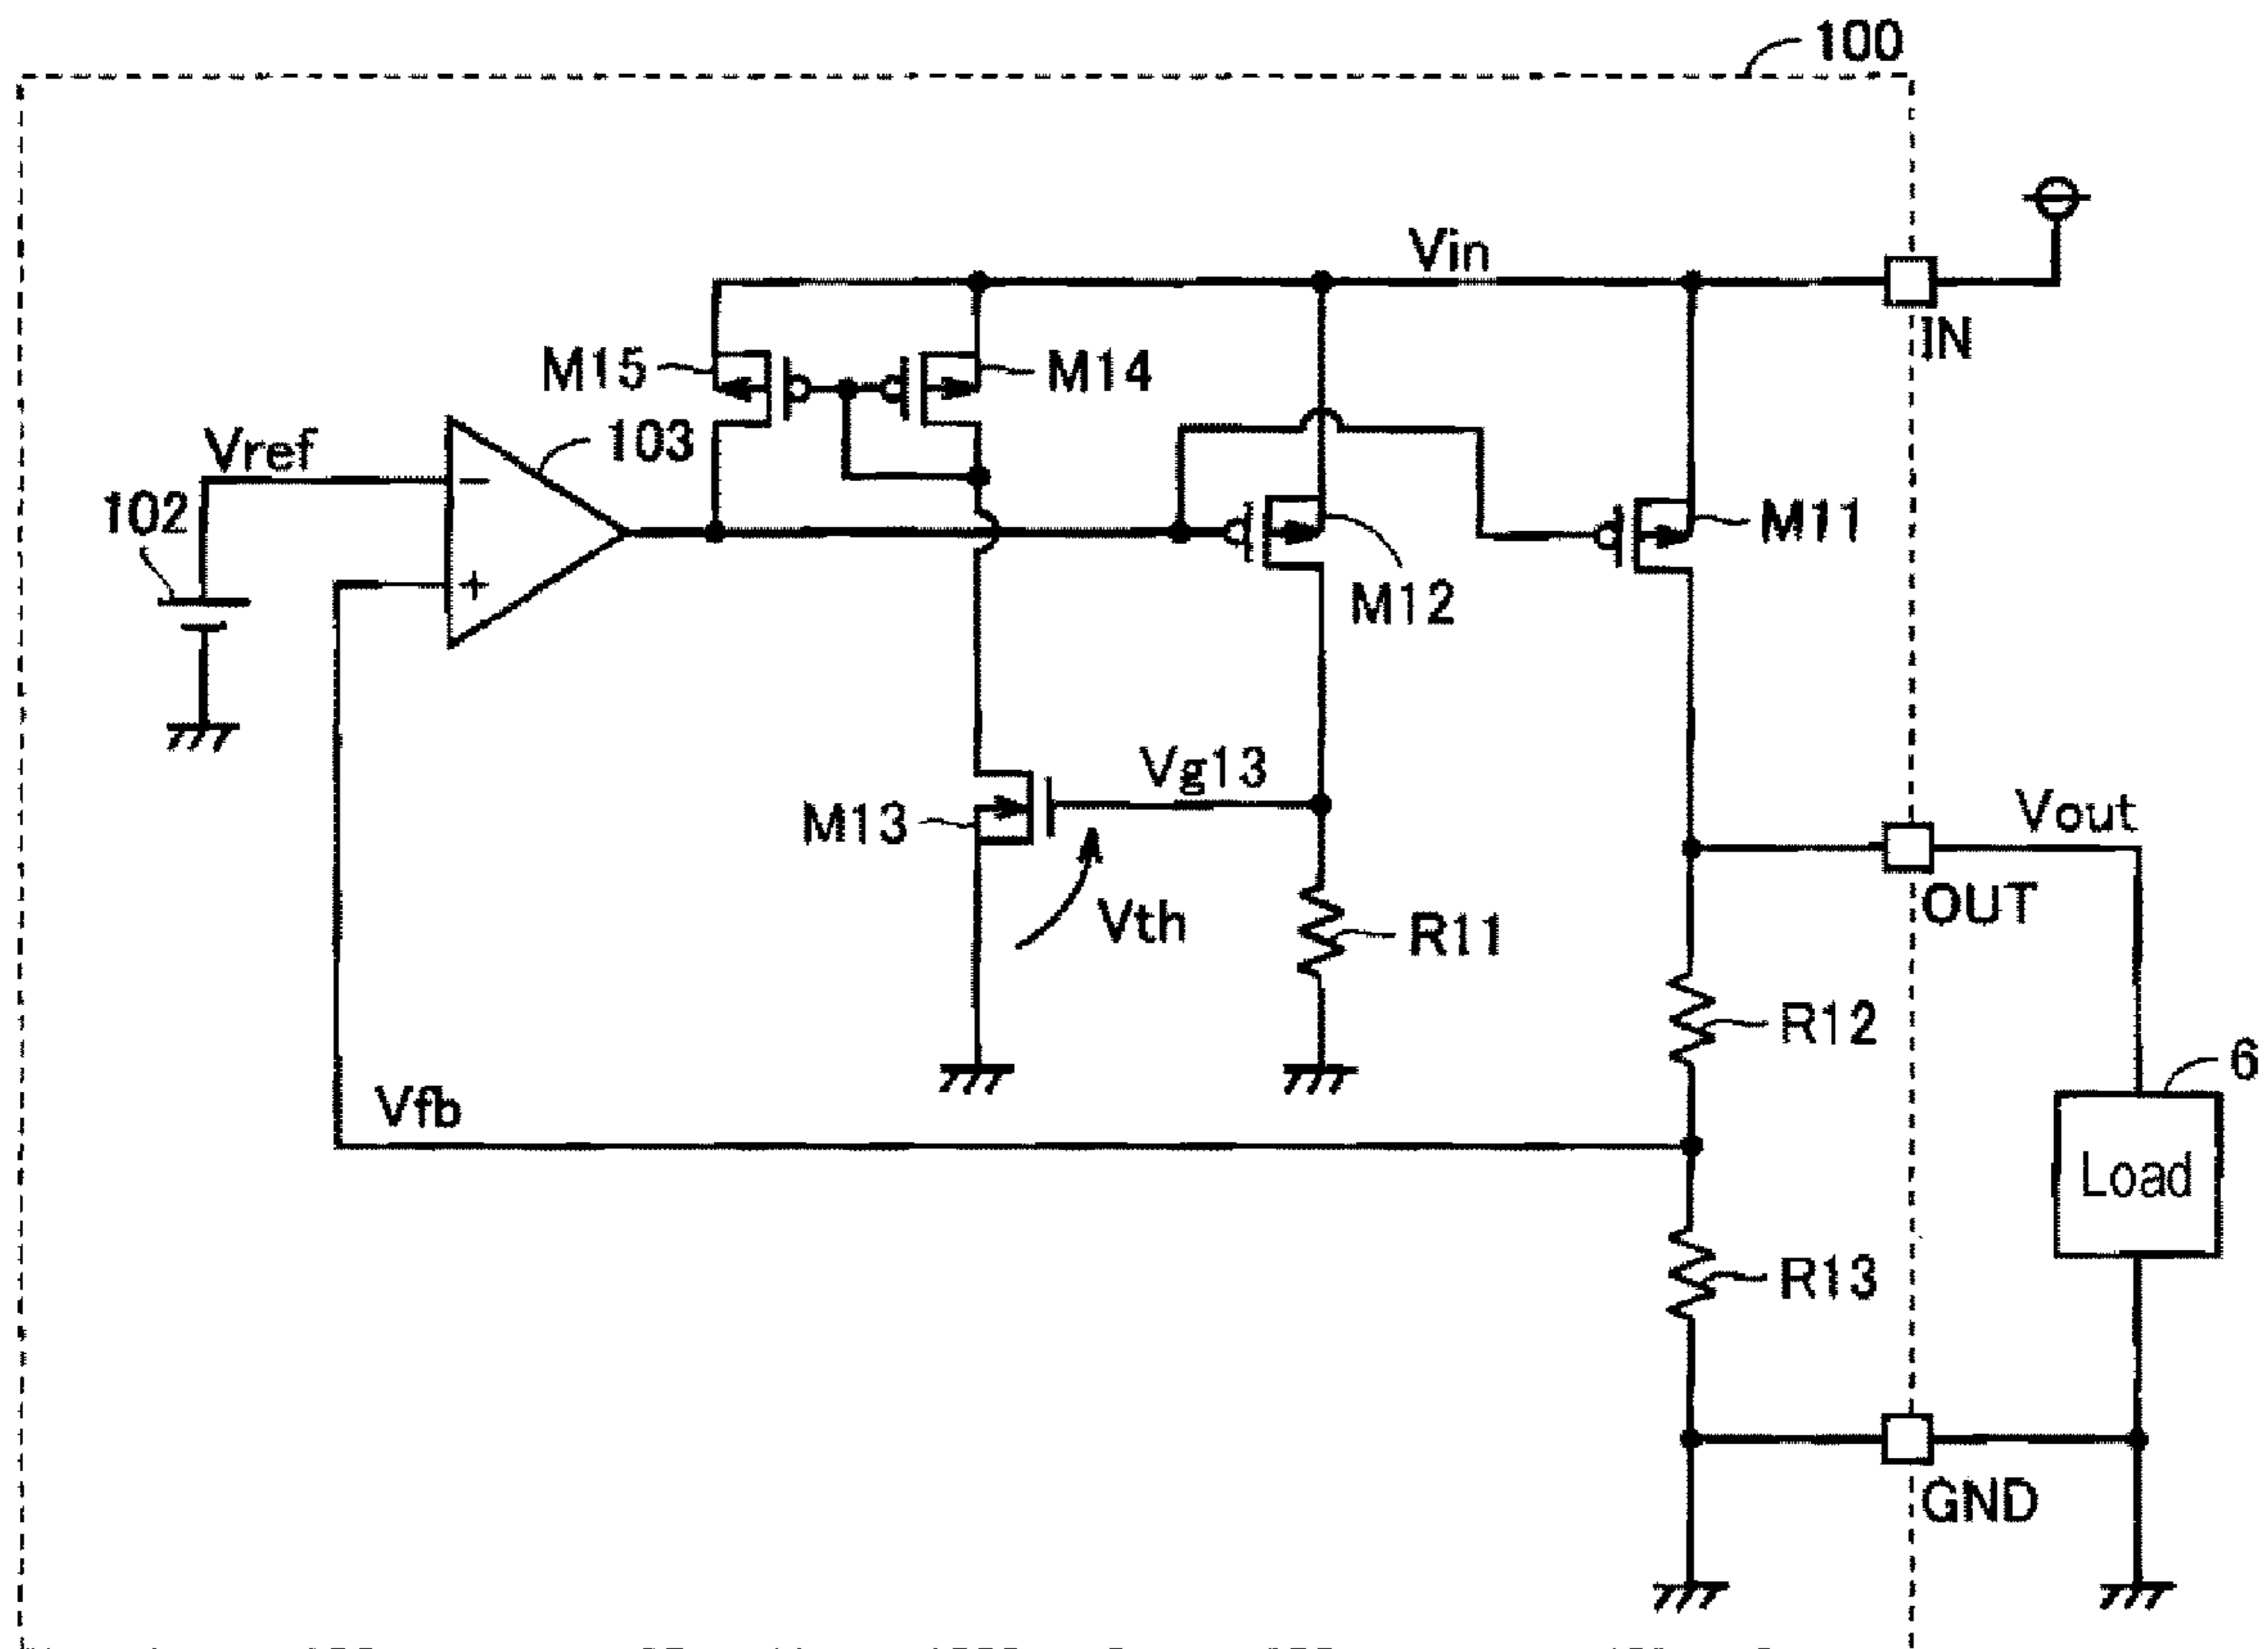 100
Vin
IN
M15
M14
103
Vref
−
102
+
M11
M12
Vg13
M13
Vth
R11
Vout
OUT
R12
6
Vfb
Load
R13
GND